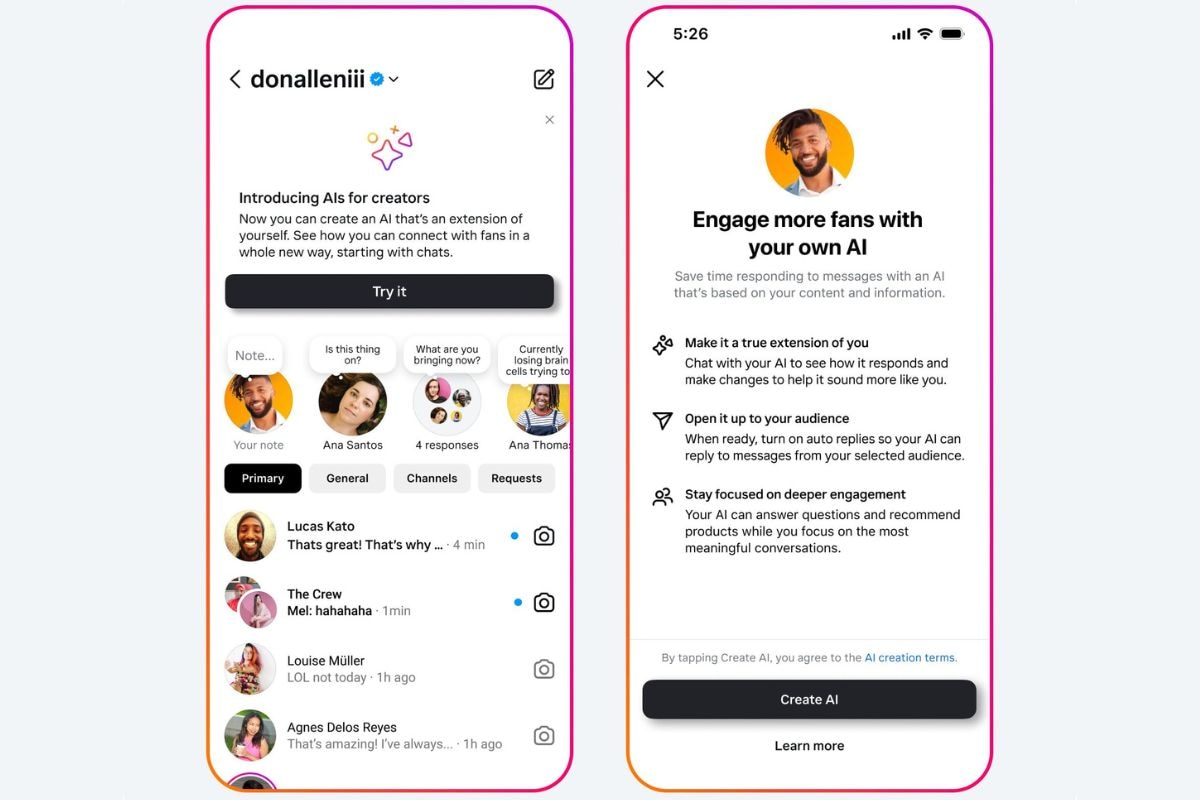 donalleniii
Introducing AIs for creators
Now you can create an AI that's an extension of
yourself. See how you can connect with fans in a
whole new way, starting with chats.
Try it
Note...
Is this thing
on?
What are you
bringing now?
Currently
losing brain
cells trying to
Your note
Ana Santos
4 responses
Ana Thomas
Primary
General
Channels
Requests
Lucas Kato
Thats great! That's why ... · 4 min
The Crew
Mel: hahahaha · 1min
Louise Müller
LOL not today · 1h ago
Agnes Delos Reyes
That's amazing! I've always... · 1h ago
5:26
Engage more fans with
your own AI
Save time responding to messages with an AI
that's based on your content and information.
Make it a true extension of you
Chat with your AI to see how it responds and
make changes to help it sound more like you.
Open it up to your audience
When ready, turn on auto replies so your AI can
reply to messages from your selected audience.
Stay focused on deeper engagement
Your AI can answer questions and recommend
products while you focus on the most
meaningful conversations.
By tapping Create AI, you agree to the AI creation terms.
Create AI
Learn more